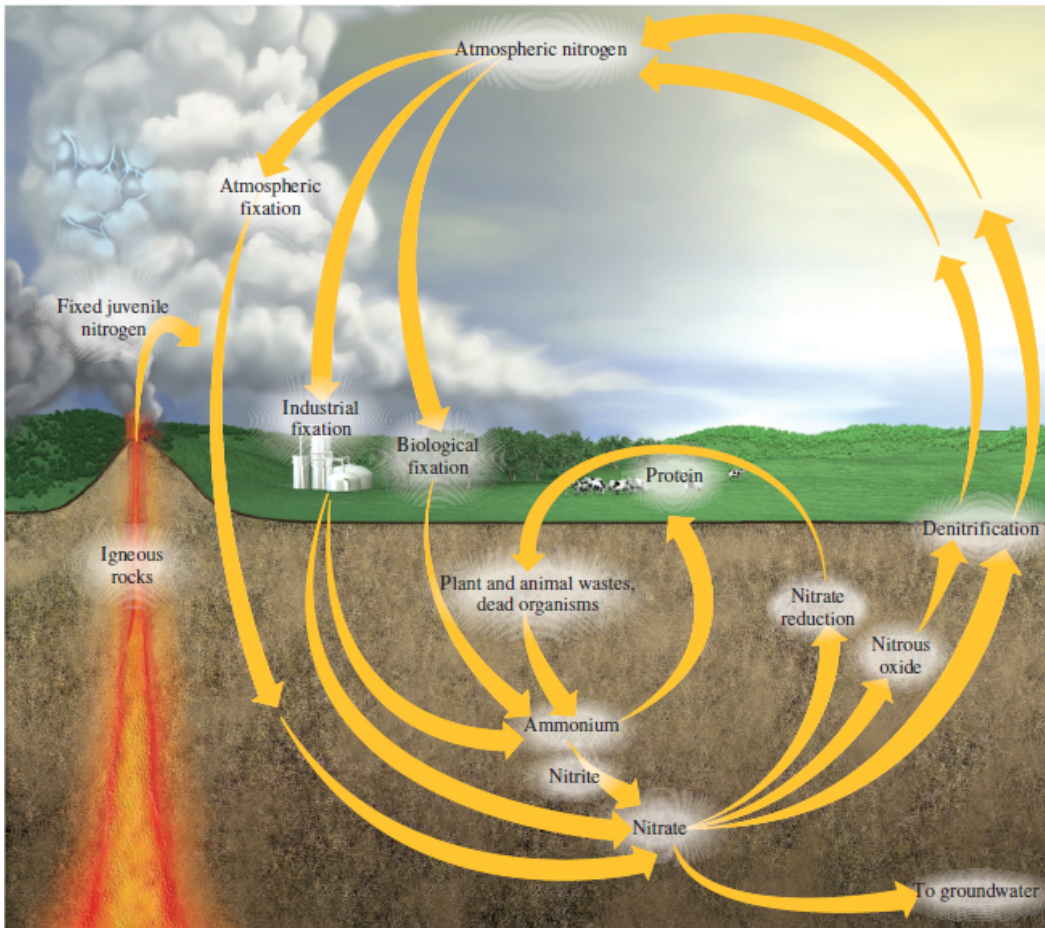 Atmospheric nitrogen
Atmospheric
fixation
Fixed juvenile
nitrogen
Industrial
fixation
Biological
fixation
Protein
Denitrification
Igneous
rocks
Plant and animal wastes,
dead organisms
Nitrate
reduction
Nitrous
oxide
Ammonium
Nitrite
Nitrate
To groundwater